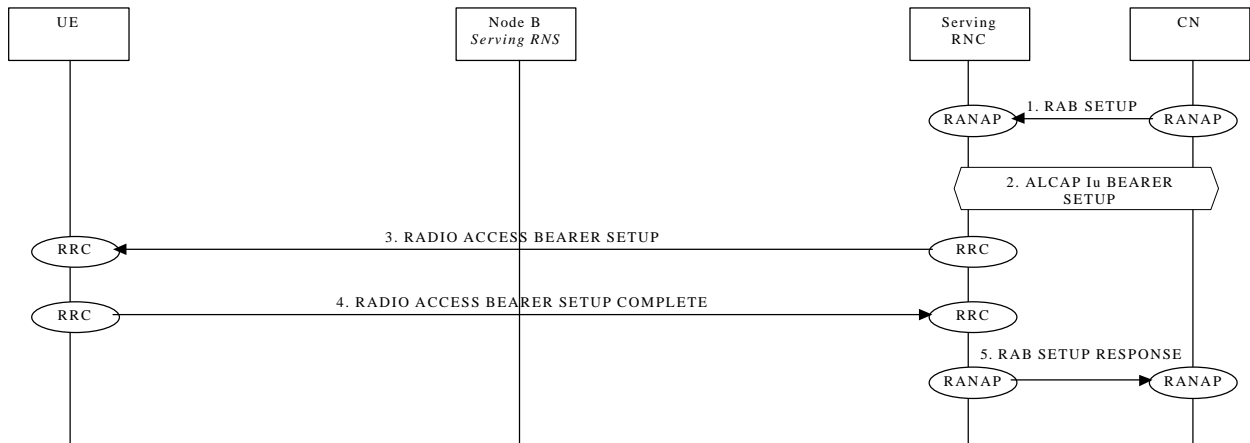 UE
Node B
Serving RNS
Serving
RNC
CN
1. RAB SETUP
RANAP
RANAP
2. ALCAP Iu BEARER
SETUP
3. RADIO ACCESS BEARER SETUP
RRC
RRC
4. RADIO ACCESS BEARER SETUP COMPLETE
RRC
RRC
5. RAB SETUP RESPONSE
RANAP
RANAP